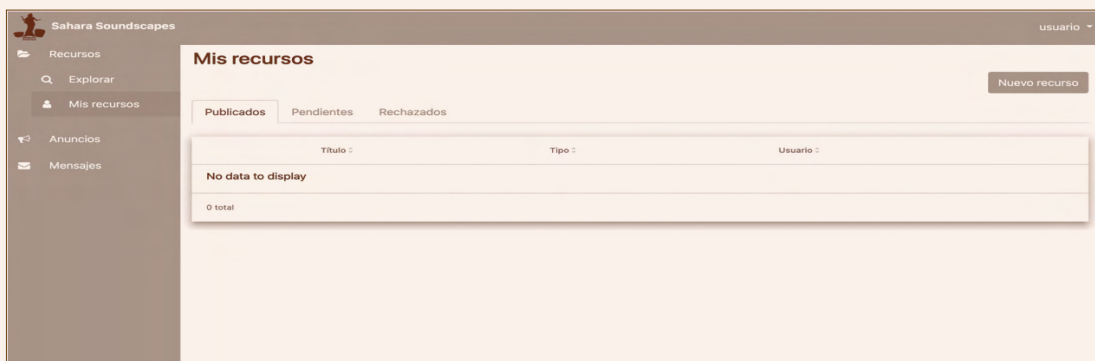 Sahara Soundscapes
usuario
Recursos
Explorar
Mis recursos
Anuncios
Mensajes
Mis recursos
Nuevo recurso
Publicados Pendientes Rechazados
Título Tipo Usuario
No data to display
0 total